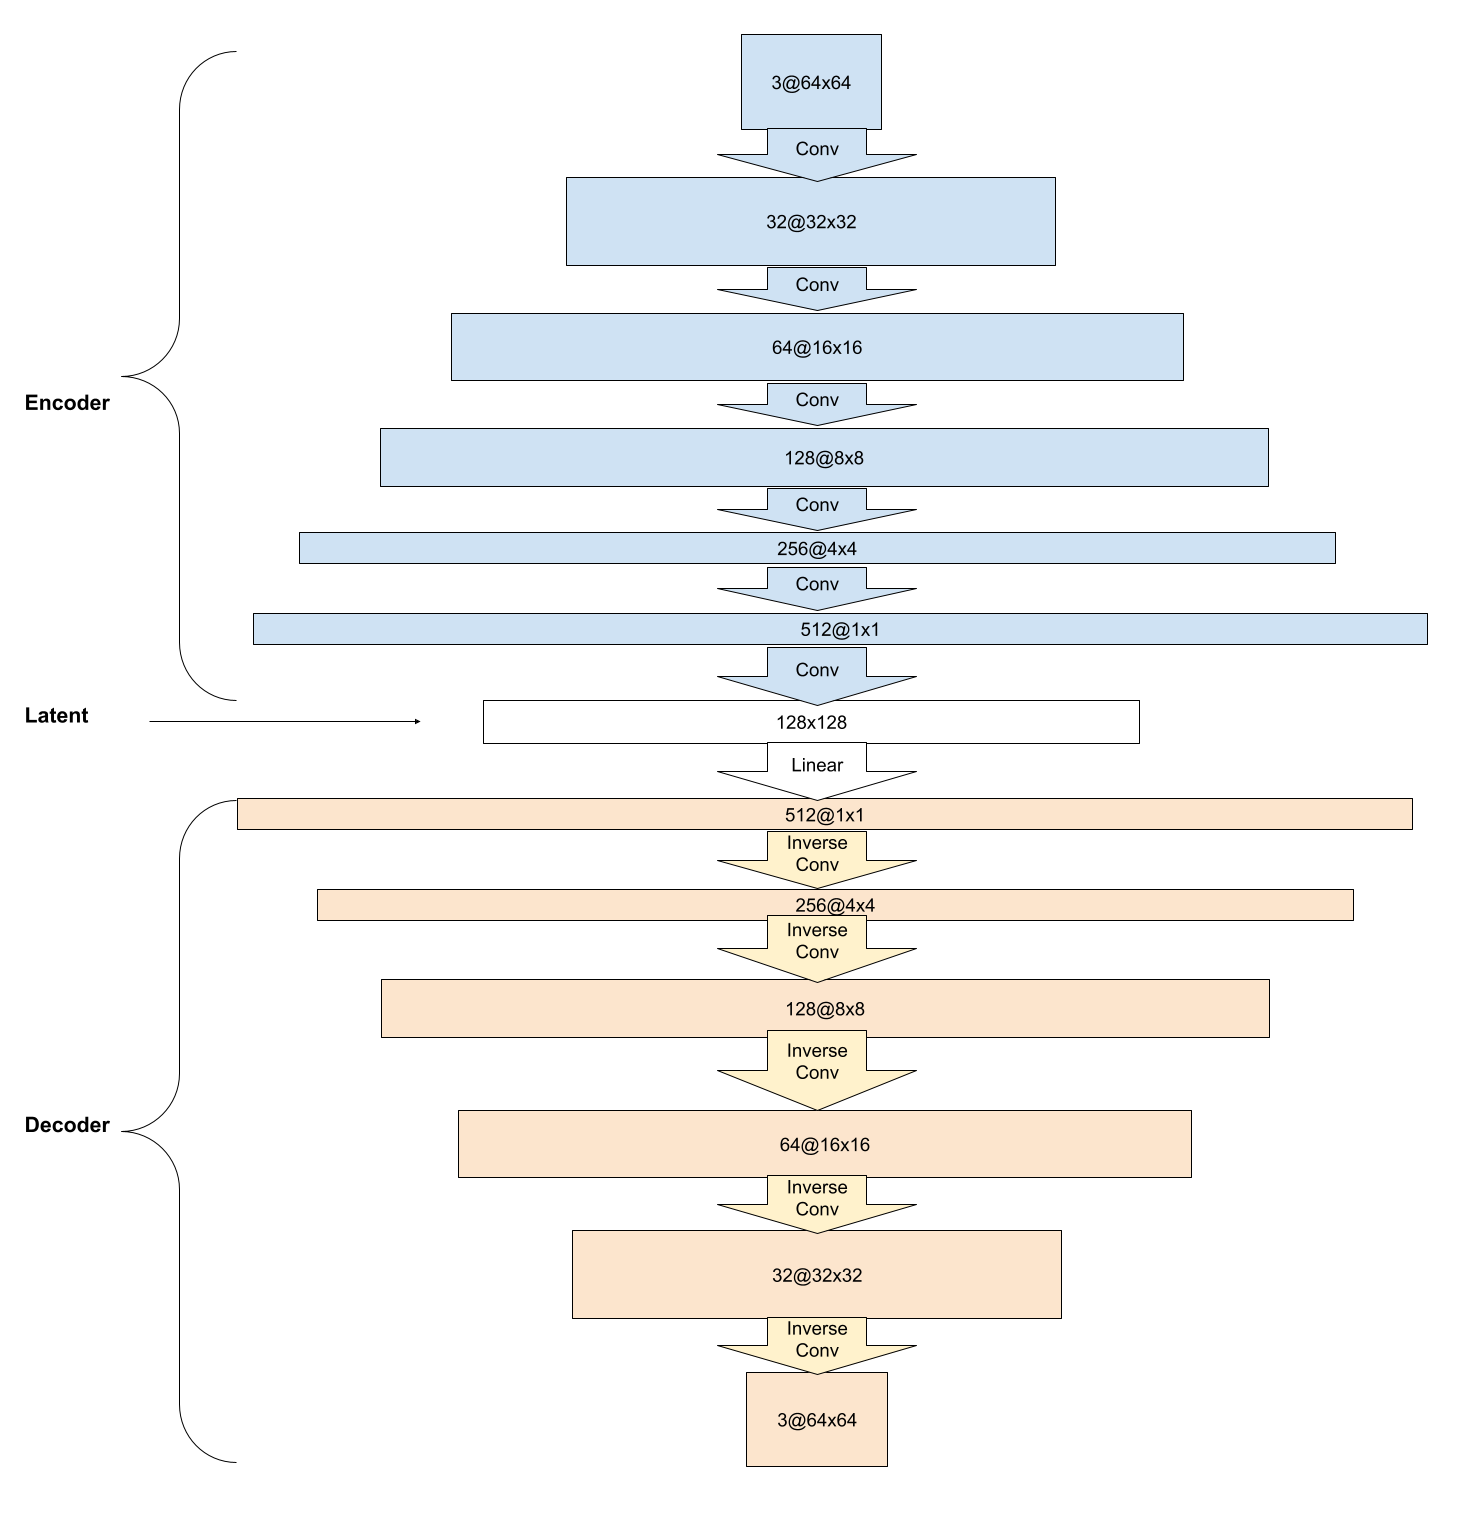 3@64x64
Conv
32@32x32
Conv
64@16x16
Conv
Encoder
128@8x8
Conv
256@4x4
Conv
512@1x1
Conv
Latent
128x128
Linear
512@1x1
Inverse
Conv
256@4x4
Inverse
Conv
128@8x8
Inverse
Conv
Decoder
64@16x16
Inverse
Conv
32@32x32
Inverse
Conv
3@64x64